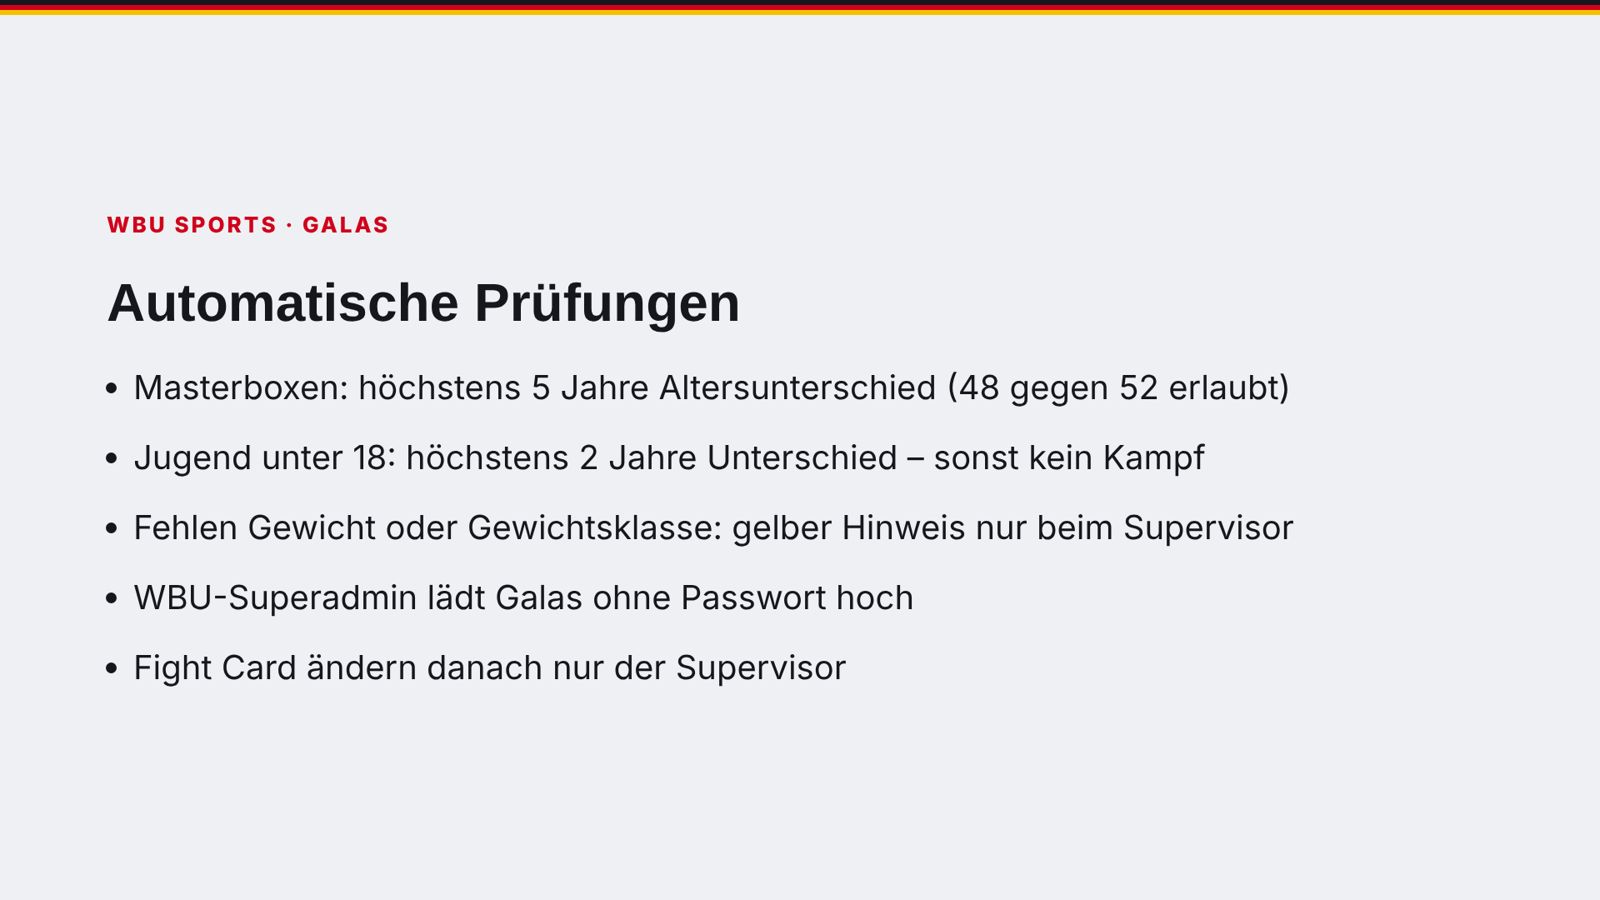 WBU SPORTS · GALAS
Automatische Prüfungen
• Masterboxen: höchstens 5 Jahre Altersunterschied (48 gegen 52 erlaubt)
• Jugend unter 18: höchstens 2 Jahre Unterschied – sonst kein Kampf
• Fehlen Gewicht oder Gewichtsklasse: gelber Hinweis nur beim Supervisor
• WBU-Superadmin lädt Galas ohne Passwort hoch
• Fight Card ändern danach nur der Supervisor